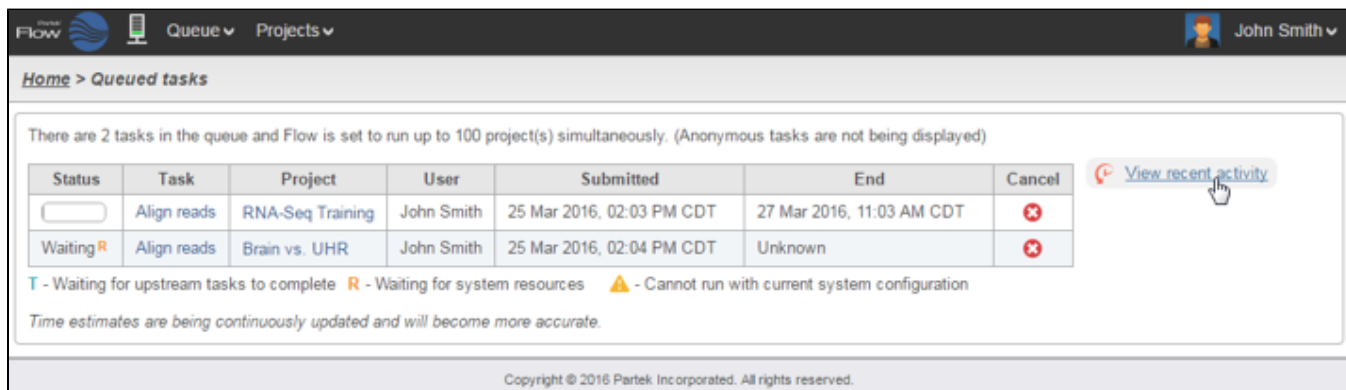 Partek
Flow Queue Projects John Smith
Home > Queued tasks
There are 2 tasks in the queue and Flow is set to run up to 100 project(s) simultaneously. (Anonymous tasks are not being displayed)
View recent activity
Status Task Project User Submitted End Cancel
Align reads RNA-Seq Training John Smith 25 Mar 2016, 02:03 PM CDT 27 Mar 2016, 11:03 AM CDT
Waiting R Align reads Brain vs. UHR John Smith 25 Mar 2016, 02:04 PM CDT Unknown
T - Waiting for upstream tasks to complete R - Waiting for system resources - Cannot run with current system configuration
Time estimates are being continuously updated and will become more accurate.
Copyright © 2016 Partek Incorporated. All rights reserved.